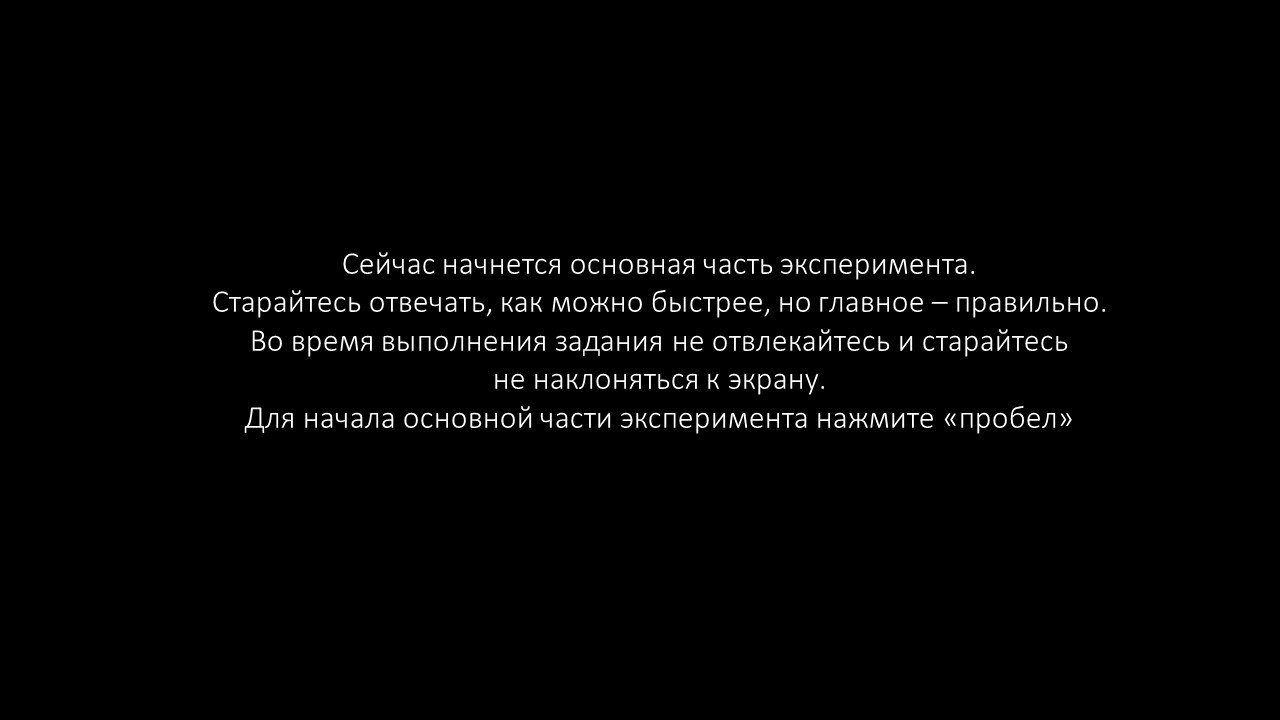 Сейчас начнется основная часть эксперимента.
Старайтесь отвечать, как можно быстрее, но главное – правильно.
Во время выполнения задания не отвлекайтесь и старайтесь
не наклоняться к экрану.
Для начала основной части эксперимента нажмите «пробел»